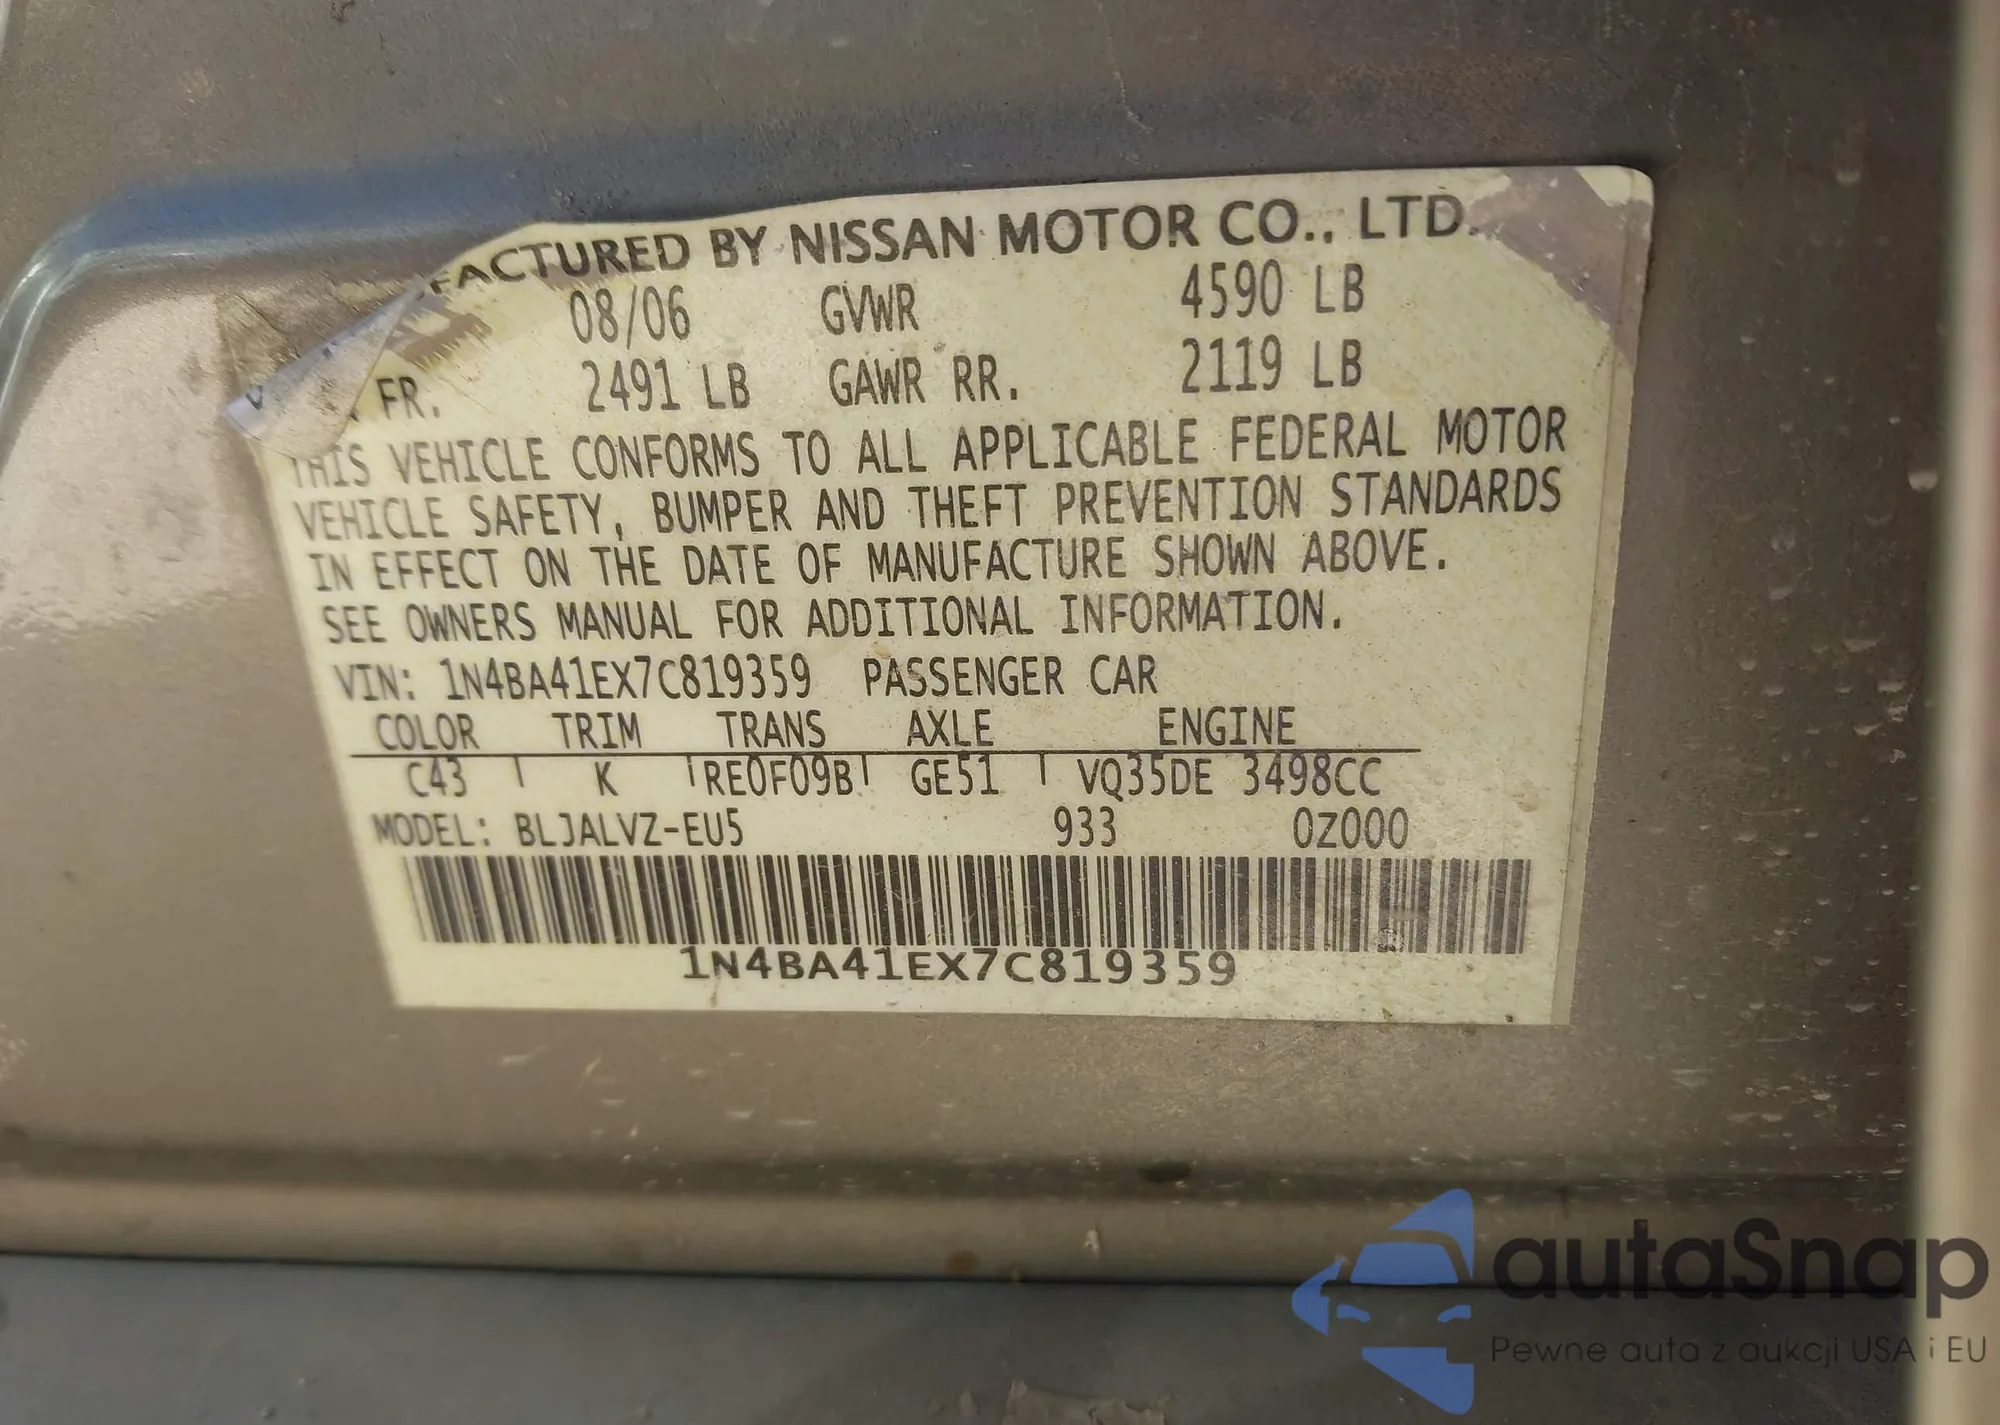 FACTURED BY NISSAN MOTOR CO., LTD.
08/06 GVWR 4590 LB
FR. 2491 LB GAWR RR. 2119 LB
THIS VEHICLE CONFORMS TO ALL APPLICABLE FEDERAL MOTOR
VEHICLE SAFETY, BUMPER AND THEFT PREVENTION STANDARDS
IN EFFECT ON THE DATE OF MANUFACTURE SHOWN ABOVE.
SEE OWNERS MANUAL FOR ADDITIONAL INFORMATION.
VIN: 1N4BA41EX7C819359 PASSENGER CAR
COLOR TRIM TRANS AXLE ENGINE
C43 K RE0F09B GE51 VQ35DE 3498CC
MODEL: BLJALVZ-EU5 933 0Z000
1N4BA41EX7C819359
autaSnap
Pewne auta z aukcji USA i EU